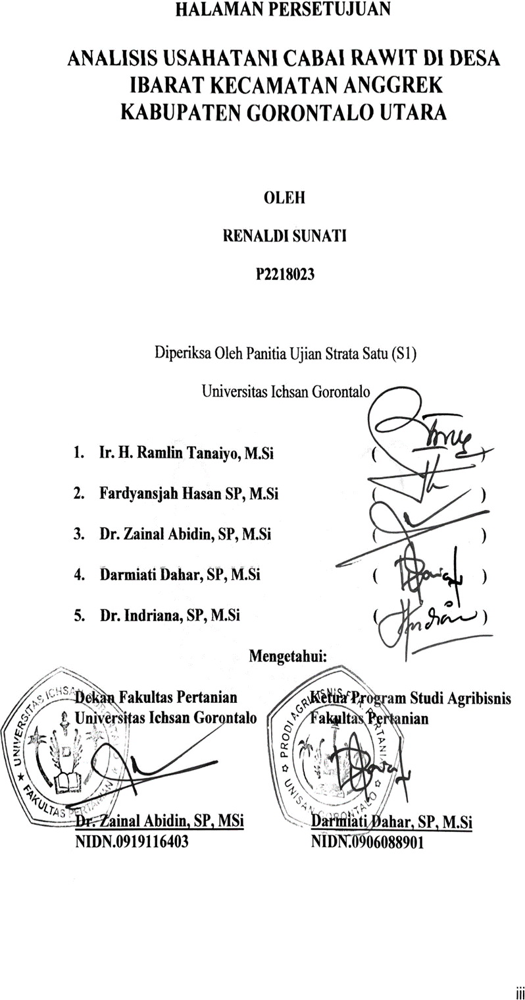 HALAMAN PERSETUJUAN
ANALISIS USAHATANI CABAI RAWIT DI DESA
IBARAT KECAMATAN ANGGREK
KABUPATEN GORONTALO UTARA
OLEH
RENALDI SUNATI
P2218023
Diperiksa Oleh Panitia Ujian Strata Satu (S1)
Universitas Ichsan Gorontalo
1. Ir. H. Ramlin Tanaiyo, M.Si ( )
2. Fardyansjah Hasan SP, M.Si ( )
3. Dr. Zainal Abidin, SP, M.Si ( )
4. Darmiati Dahar, SP, M.Si ( )
5. Dr. Indriana, SP, M.Si ( )
Mengetahui:
Dekan Fakultas Pertanian
Universitas Ichsan Gorontalo
UNIVERSITAS ICHSAN GORONTALO
FAKULTAS PERTANIAN
Dr. Zainal Abidin, SP, MSi
NIDN.0919116403
Ketua Program Studi Agribisnis
Fakultas Pertanian
PRODI AGRIBISNIS FAK. PERTANIAN
UNISAN GORONTALO
Darmiati Dahar, SP, M.Si
NIDN.0906088901
iii